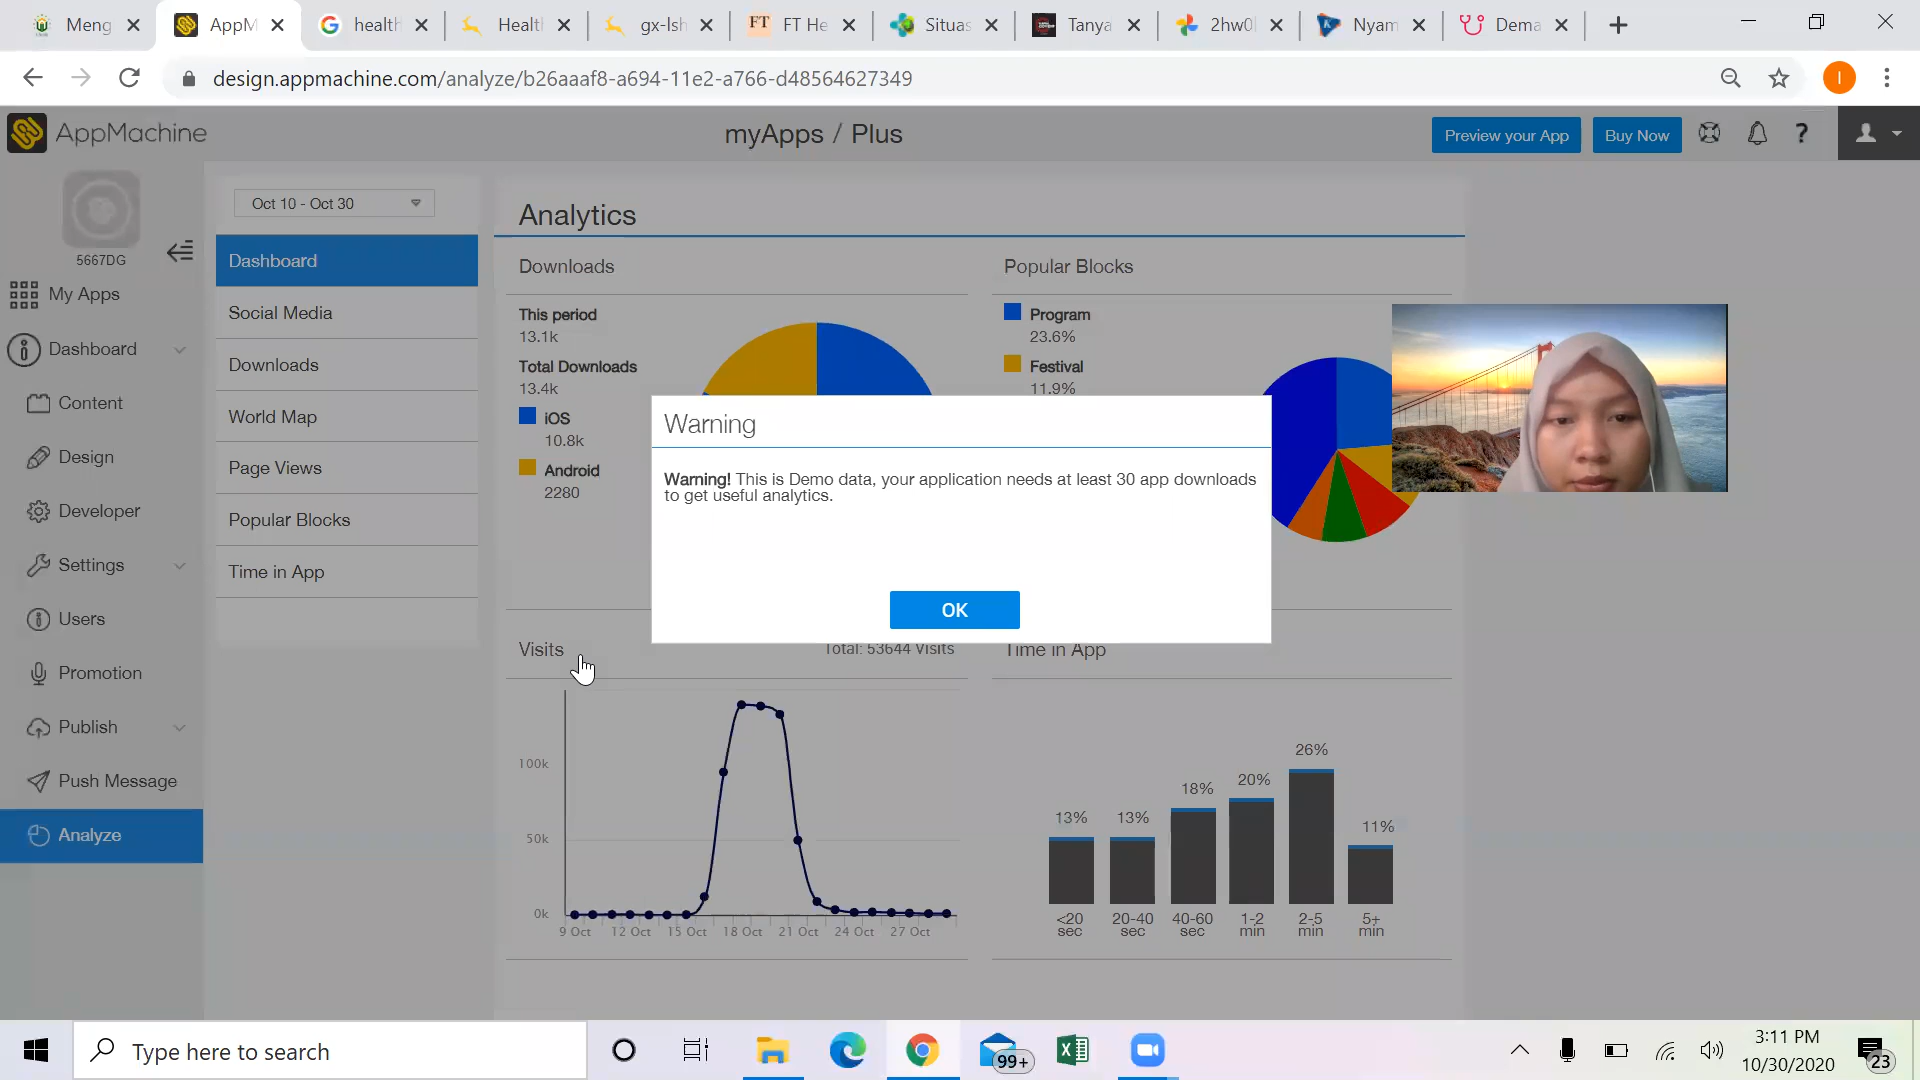 Meng
AppM
health
Health
gx-lsh
FT He
Situas
Tanya
2hw0
Nyam
Dema
design.appmachine.com/analyze/b26aaaf8-a694-11e2-a766-d48564627349
I
AppMachine
myApps / Plus
Preview your App
Buy Now
?
5667DG
My Apps
Dashboard
Content
Design
Developer
Settings
Users
Promotion
Publish
Push Message
Analyze
Oct 10 - Oct 30
Dashboard
Social Media
Downloads
World Map
Page Views
Popular Blocks
Time in App
Analytics
Downloads
This period
13.1k
Total Downloads
13.4k
iOS
10.8k
Android
2280
Popular Blocks
Program
23.6%
Festival
11.9%
Warning
Warning! This is Demo data, your application needs at least 30 app downloads
to get useful analytics.
OK
Visits
Total: 53644 Visits
100k
50k
0k
9 Oct 12 Oct 15 Oct 18 Oct 21 Oct 24 Oct 27 Oct
Time in App
13% 13% 18% 20% 26% 11%
<20 20-40 40-60 1-2 2-5 5+
sec sec sec min min min
Type here to search
99+
3:11 PM
10/30/2020
23